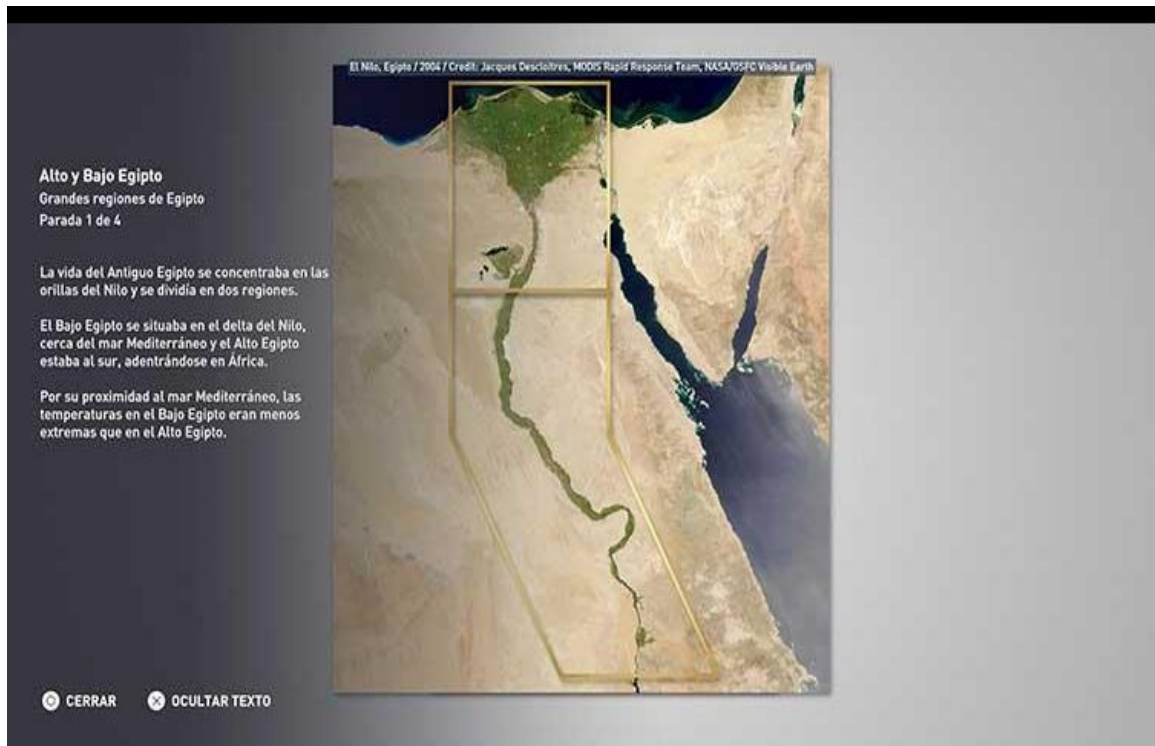 El Nilo, Egipto / 2004 / Credit: Jacques Descloitres, MODIS Rapid Response Team, NASA/GSFC Visible Earth
Alto y Bajo Egipto
Grandes regiones de Egipto
Parada 1 de 4
La vida del Antiguo Egipto se concentraba en las
orillas del Nilo y se dividía en dos regiones.
El Bajo Egipto se situaba en el delta del Nilo,
cerca del mar Mediterráneo y el Alto Egipto
estaba al sur, adentrándose en África.
Por su proximidad al mar Mediterráneo, las
temperaturas en el Bajo Egipto eran menos
extremas que en el Alto Egipto.
CERRAR
OCULTAR TEXTO